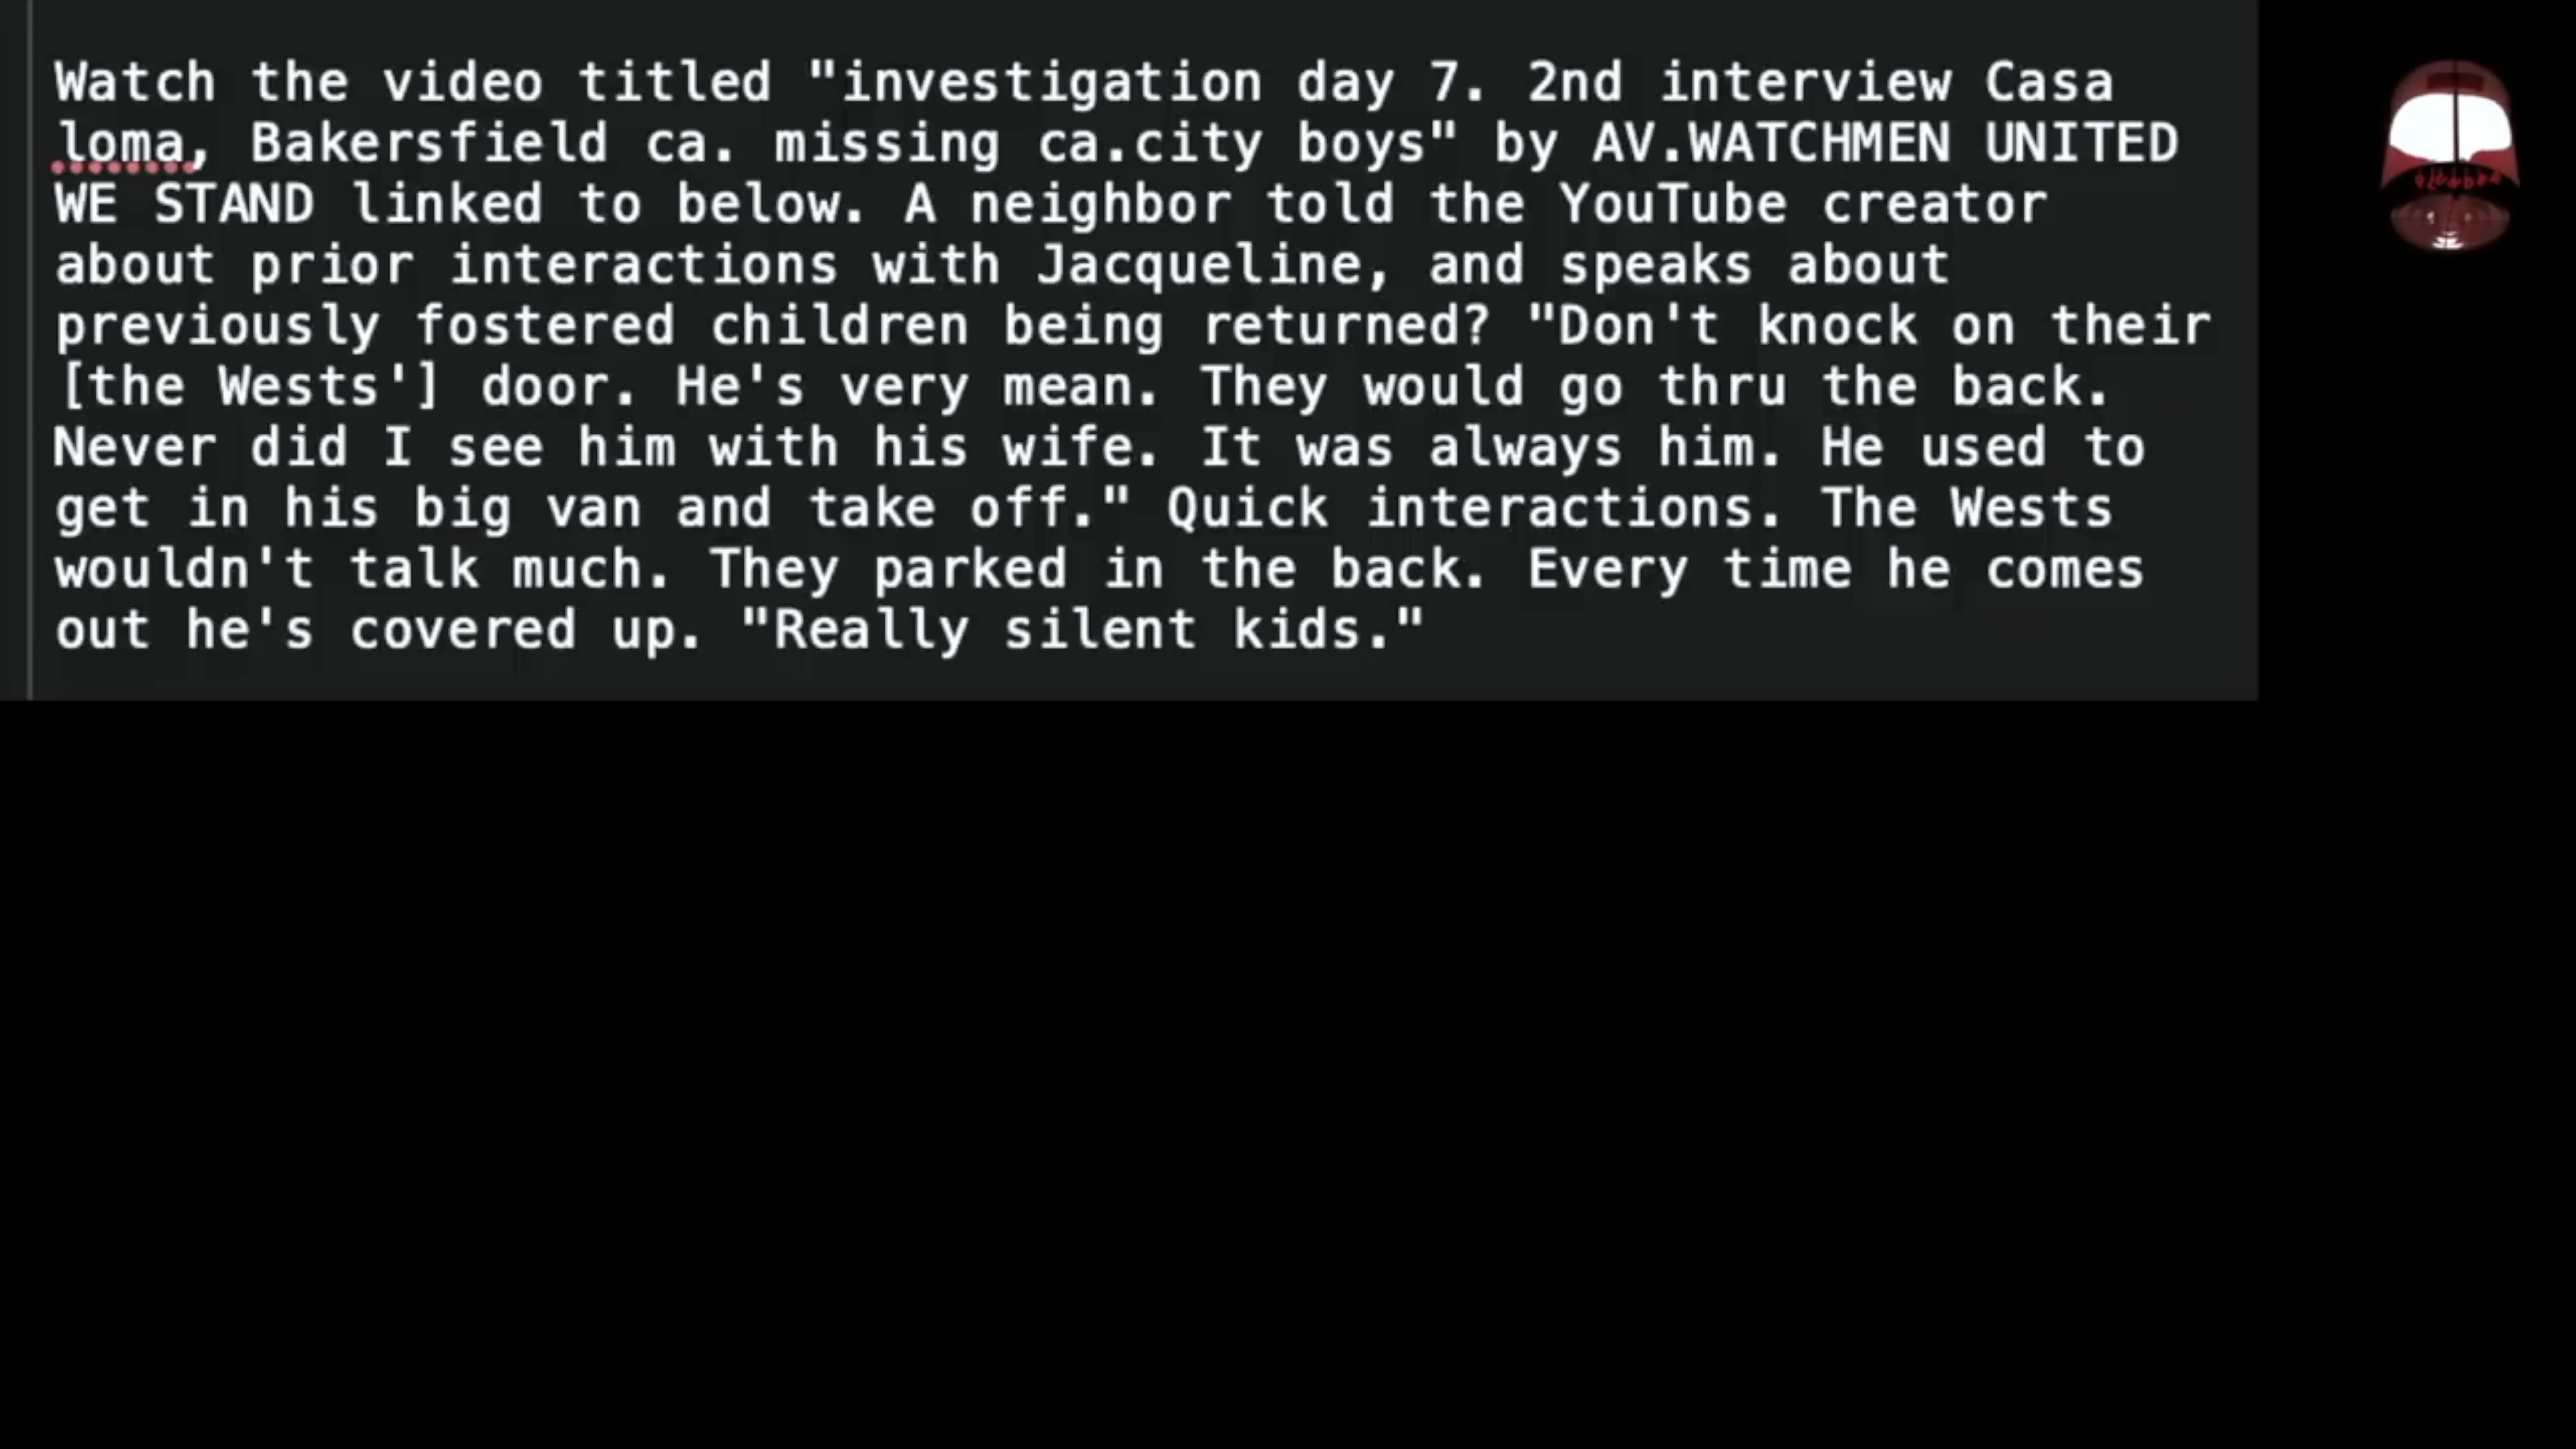 Watch the video titled "investigation day 7. 2nd interview Casa
loma, Bakersfield ca. missing ca.city boys" by AV.WATCHMEN UNITED
WE STAND linked to below. A neighbor told the YouTube creator
about prior interactions with Jacqueline, and speaks about
previously fostered children being returned? "Don't knock on their
[the Wests'] door. He's very mean. They would go thru the back.
Never did I see him with his wife. It was always him. He used to
get in his big van and take off." Quick interactions. The Wests
wouldn't talk much. They parked in the back. Every time he comes
out he's covered up. "Really silent kids."